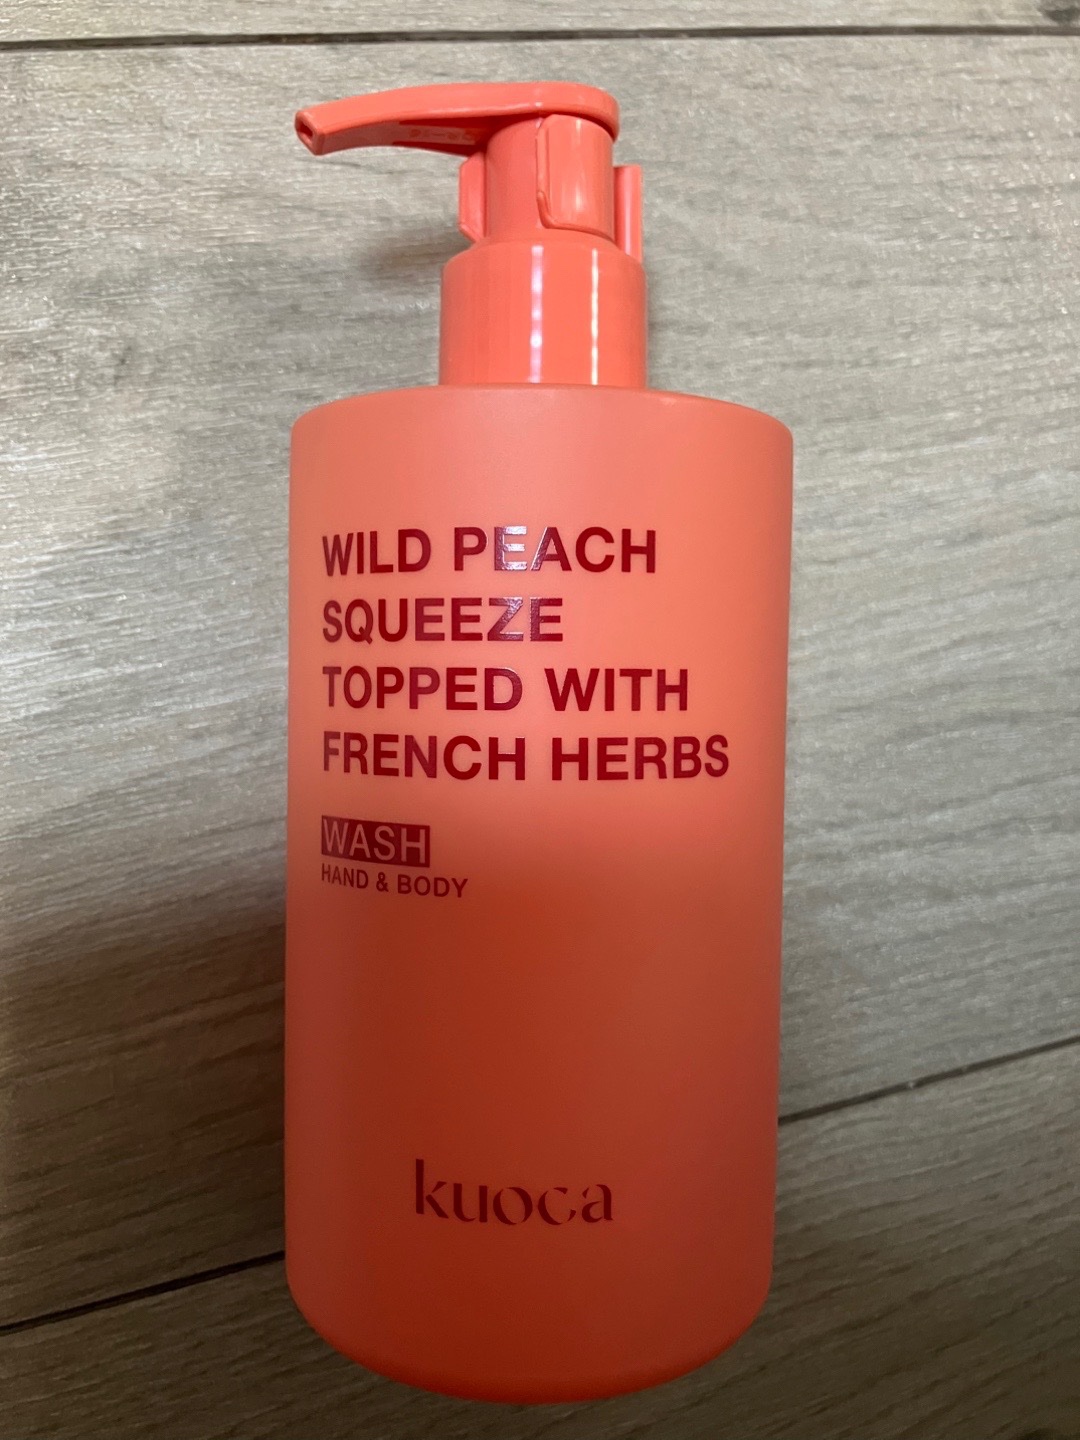 WILD PEACH
SQUEEZE
TOPPED WITH
FRENCH HERBS
WASH
HAND & BODY
kuoca